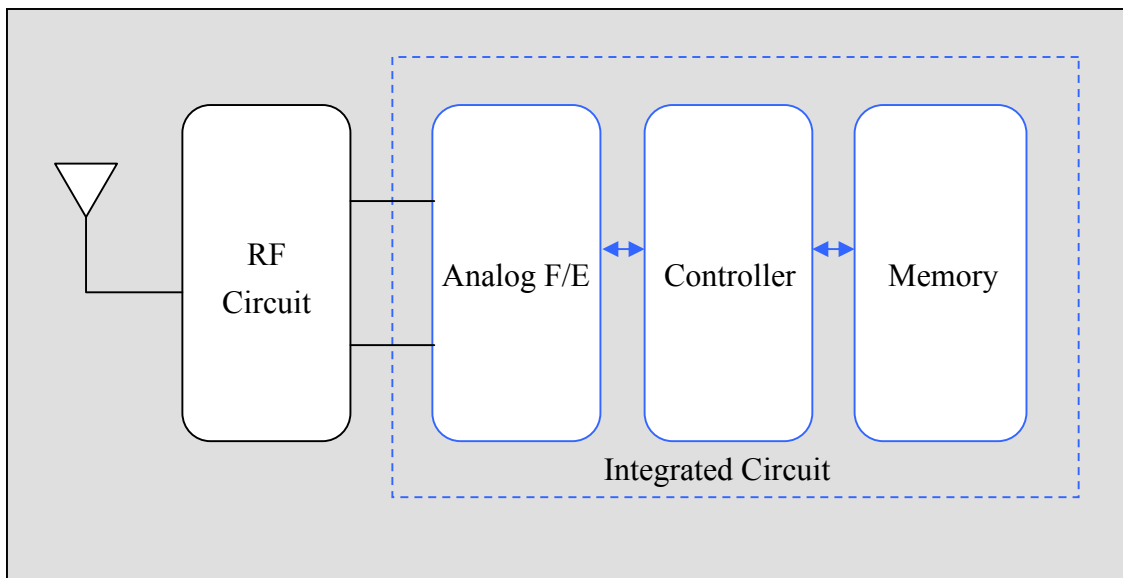 RF
Circuit
Analog F/E
Controller
Memory
Integrated Circuit